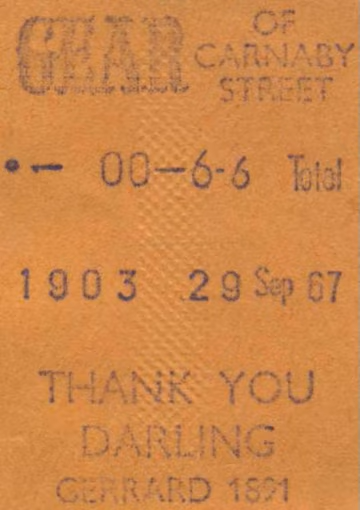 GEAR OF
CARNABY
STREET
•— 00—6-6 Total
1903 29 Sep 67
THANK YOU
DARLING
GERRARD 1891